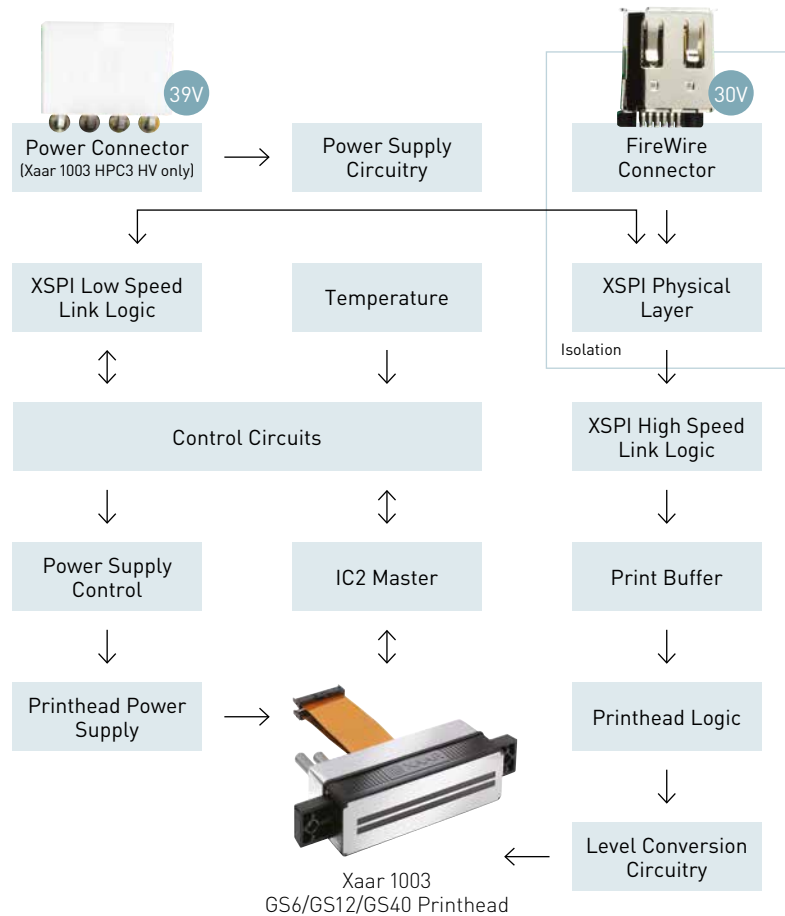 39V
30V
Power Connector
(Xaar 1003 HPC3 HV only)
Power Supply
Circuitry
FireWire
Connector
XSPI Low Speed
Link Logic
Temperature
XSPI Physical
Layer
Isolation
Control Circuits
XSPI High Speed
Link Logic
Power Supply
Control
IC2 Master
Print Buffer
Printhead Power
Supply
XAAR
Printhead Logic
Level Conversion
Circuitry
Xaar 1003
GS6/GS12/GS40 Printhead